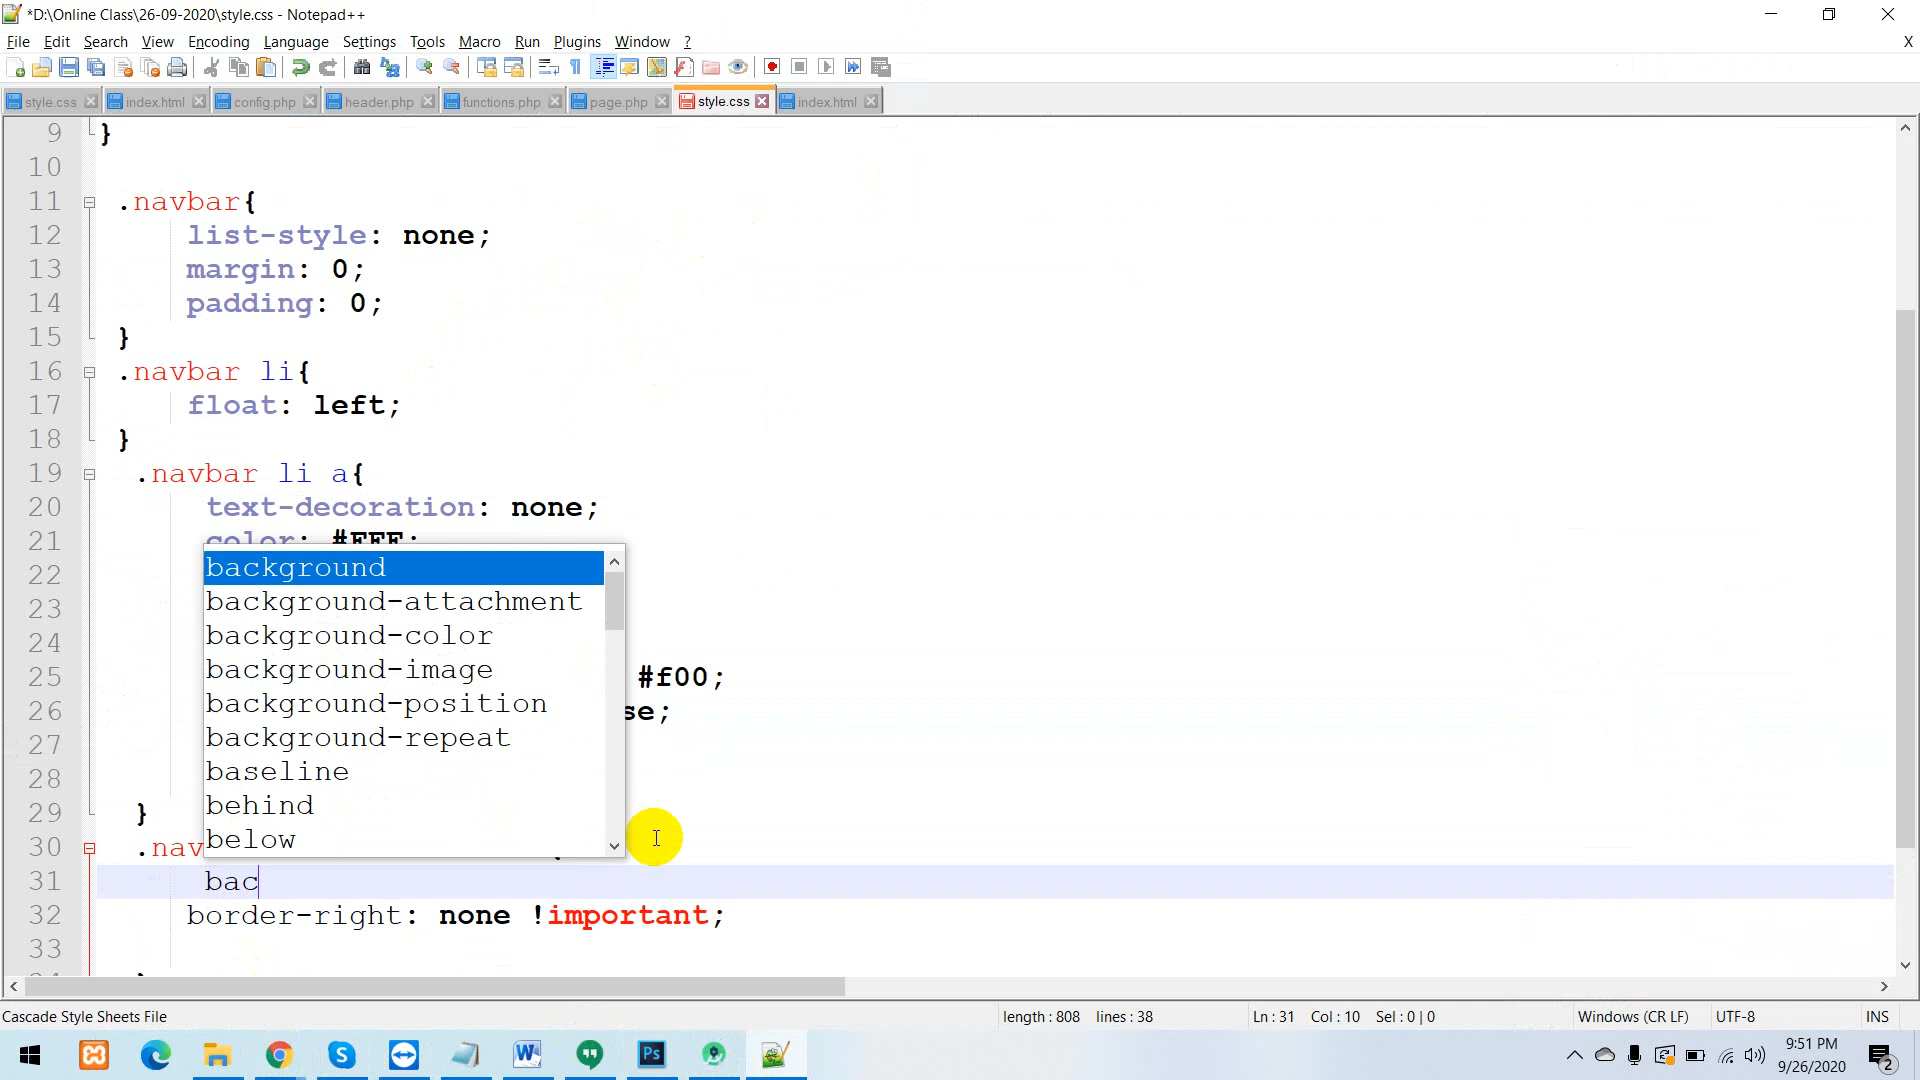 *D:\Online Class\26-09-2020\style.css - Notepad++
File Edit Search View Encoding Language Settings Tools Macro Run Plugins Window ? X
style.css index.html config.php header.php functions.php page.php style.css index.html
9 }
10
11 .navbar{
12 list-style: none;
13 margin: 0;
14 padding: 0;
15 }
16 .navbar li{
17 float: left;
18 }
19 .navbar li a{
20 text-decoration: none;
21 color: #FFF;
22
23
24
25 #f00;
26 se;
27
28
29 }
30 .nav
31 bac
32 border-right: none !important;
33
background
background-attachment
background-color
background-image
background-position
background-repeat
baseline
behind
below
Cascade Style Sheets File length : 808 lines : 38 Ln : 31 Col : 10 Sel : 0 | 0 Windows (CR LF) UTF-8 INS
9:51 PM
9/26/2020
2